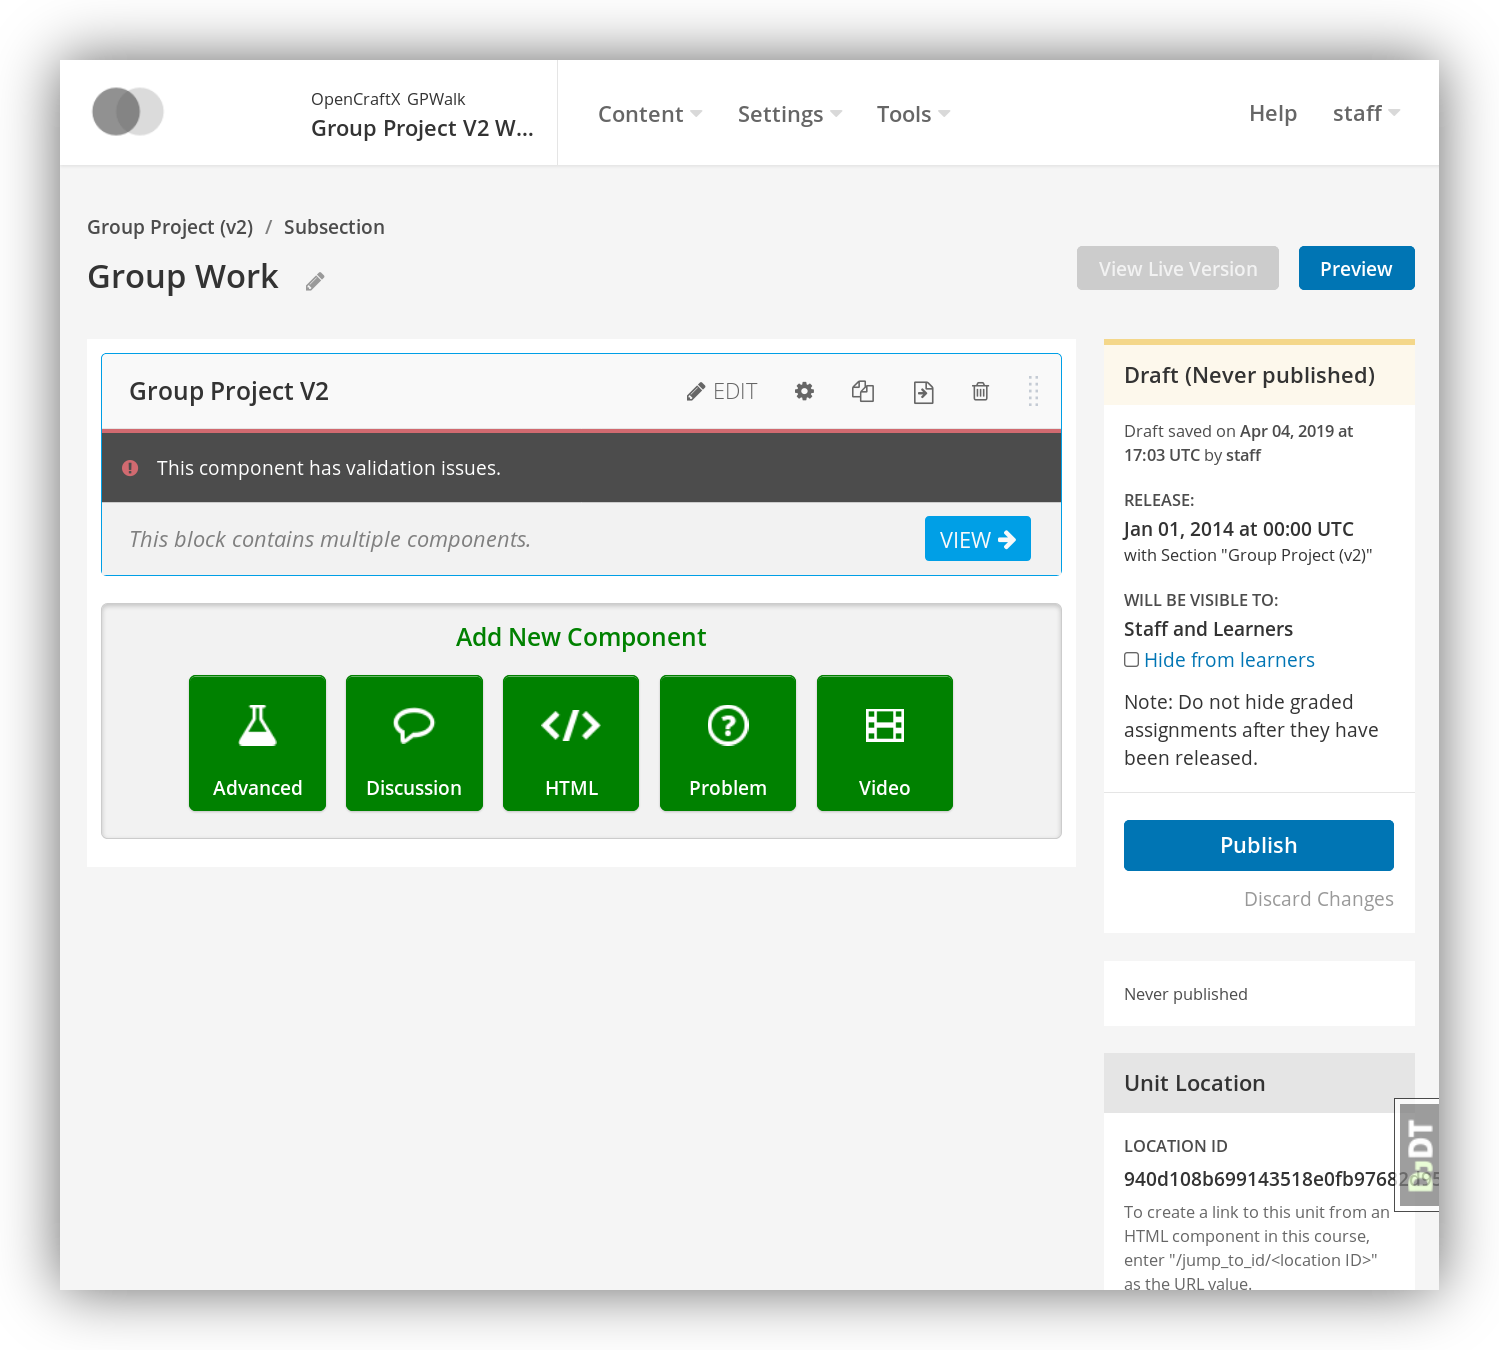 OpenCraftX GPWalk
Group Project V2 W...
Content
Settings
Tools
Help
staff
Group Project (v2) / Subsection
Group Work
View Live Version
Preview
Group Project V2
EDIT
This component has validation issues.
This block contains multiple components.
VIEW
Add New Component
Advanced
Discussion
HTML
Problem
Video
Draft (Never published)
Draft saved on Apr 04, 2019 at
17:03 UTC by staff
RELEASE:
Jan 01, 2014 at 00:00 UTC
with Section "Group Project (v2)"
WILL BE VISIBLE TO:
Staff and Learners
Hide from learners
Note: Do not hide graded
assignments after they have
been released.
Publish
Discard Changes
Never published
Unit Location
LOCATION ID
940d108b699143518e0fb97682d95
To create a link to this unit from an
HTML component in this course,
enter "/jump_to_id/<location ID>"
as the URL value.
DjDT